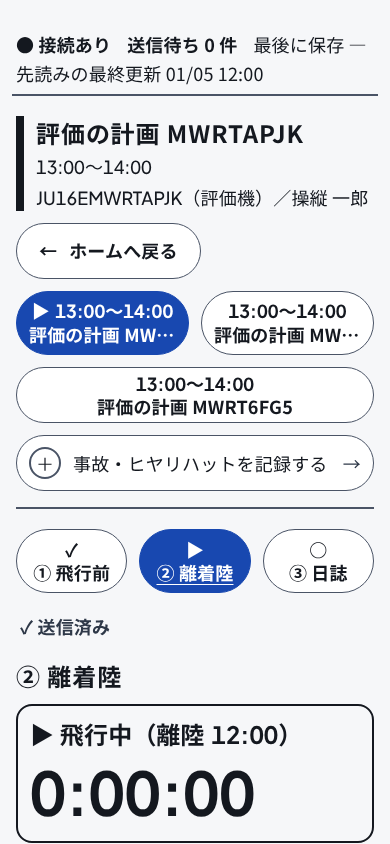 ● 接続あり　送信待ち 0 件　最後に保存 —
先読みの最終更新 01/05 12:00
評価の計画 MWRTAPJK
13:00〜14:00
JU16EMWRTAPJK（評価機）／操縦 一郎
← ホームへ戻る
▶ 13:00〜14:00
評価の計画 MW…
13:00〜14:00
評価の計画 MW…
13:00〜14:00
評価の計画 MWRT6FG5
＋ 事故・ヒヤリハットを記録する →
✓
① 飛行前
▶
② 離着陸
○
③ 日誌
✓ 送信済み
② 離着陸
▶ 飛行中（離陸 12:00）
0:00:00